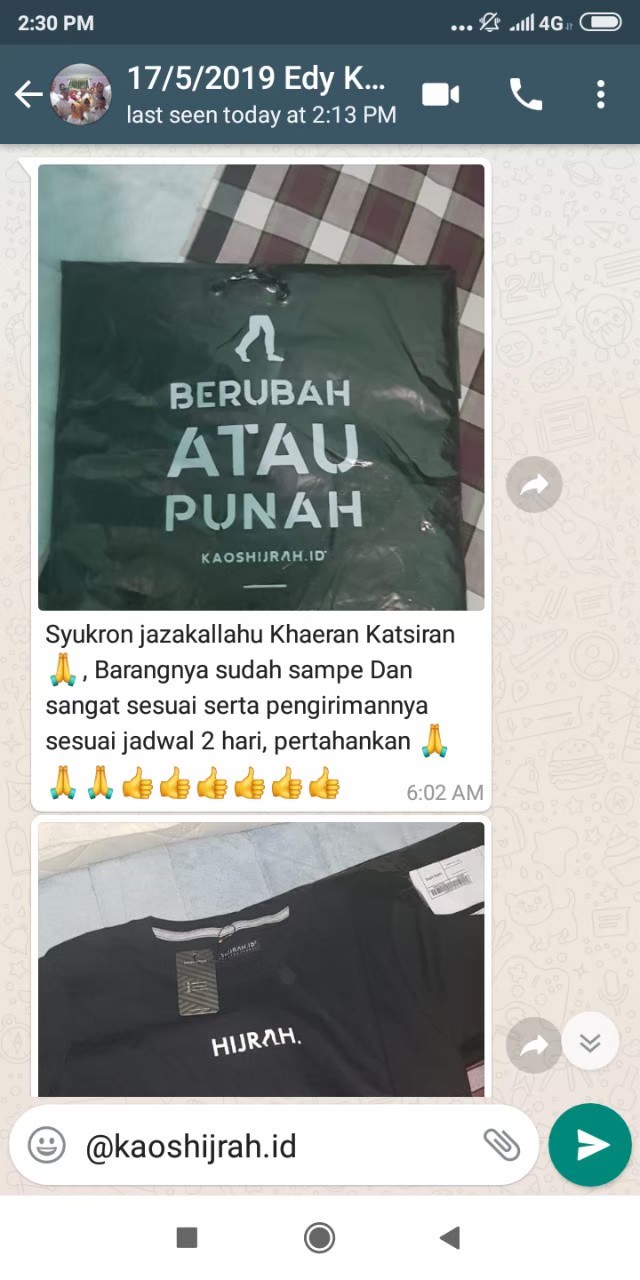 2:30 PM
4G
17/5/2019 Edy K...
last seen today at 2:13 PM
BERUBAH
ATAU
PUNAH
KAOSHIJRAH.ID
Syukron jazakallahu Khaeran Katsiran
🙏, Barangnya sudah sampe Dan
sangat sesuai serta pengirimannya
sesuai jadwal 2 hari, pertahankan 🙏
🙏🙏👍👍👍👍👍👍
6:02 AM
HIJRAH.
@kaoshijrah.id